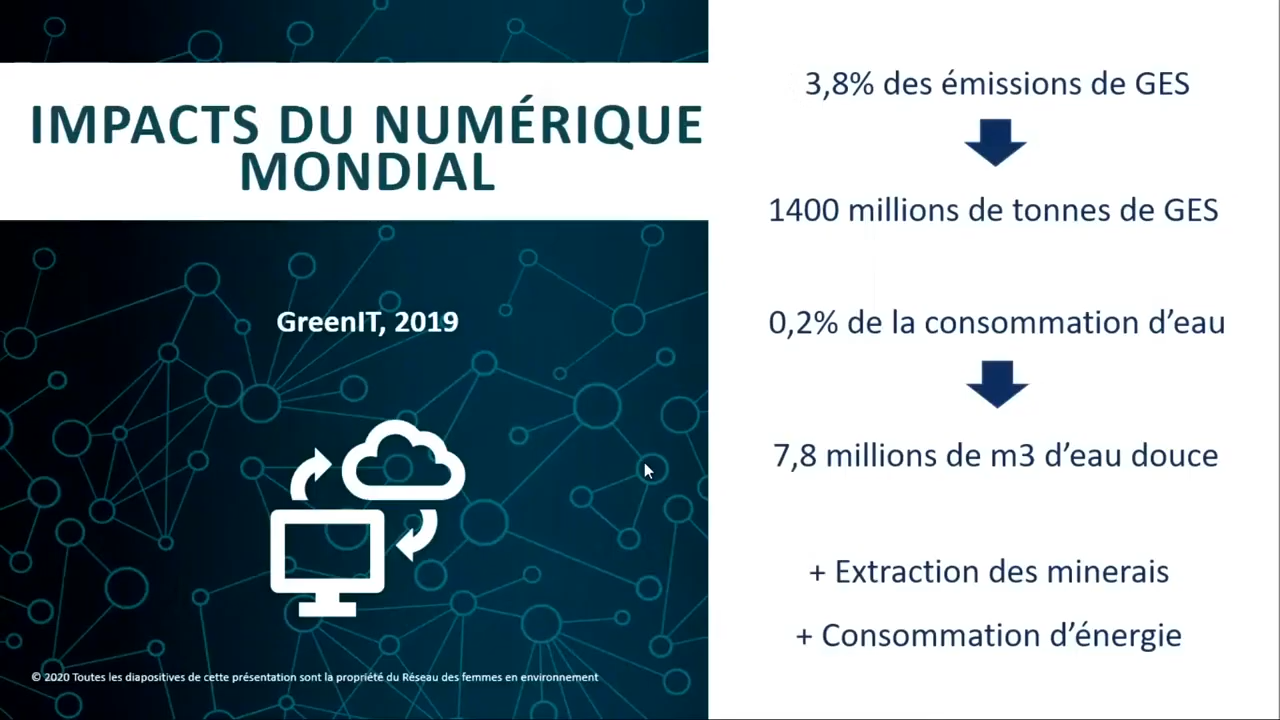 IMPACTS DU NUMÉRIQUE
MONDIAL
GreenIT, 2019
© 2020 Toutes les diapositives de cette présentation sont la propriété du Réseau des femmes en environnement
3,8% des émissions de GES
1400 millions de tonnes de GES
0,2% de la consommation d’eau
7,8 millions de m3 d’eau douce
+ Extraction des minerais
+ Consommation d’énergie